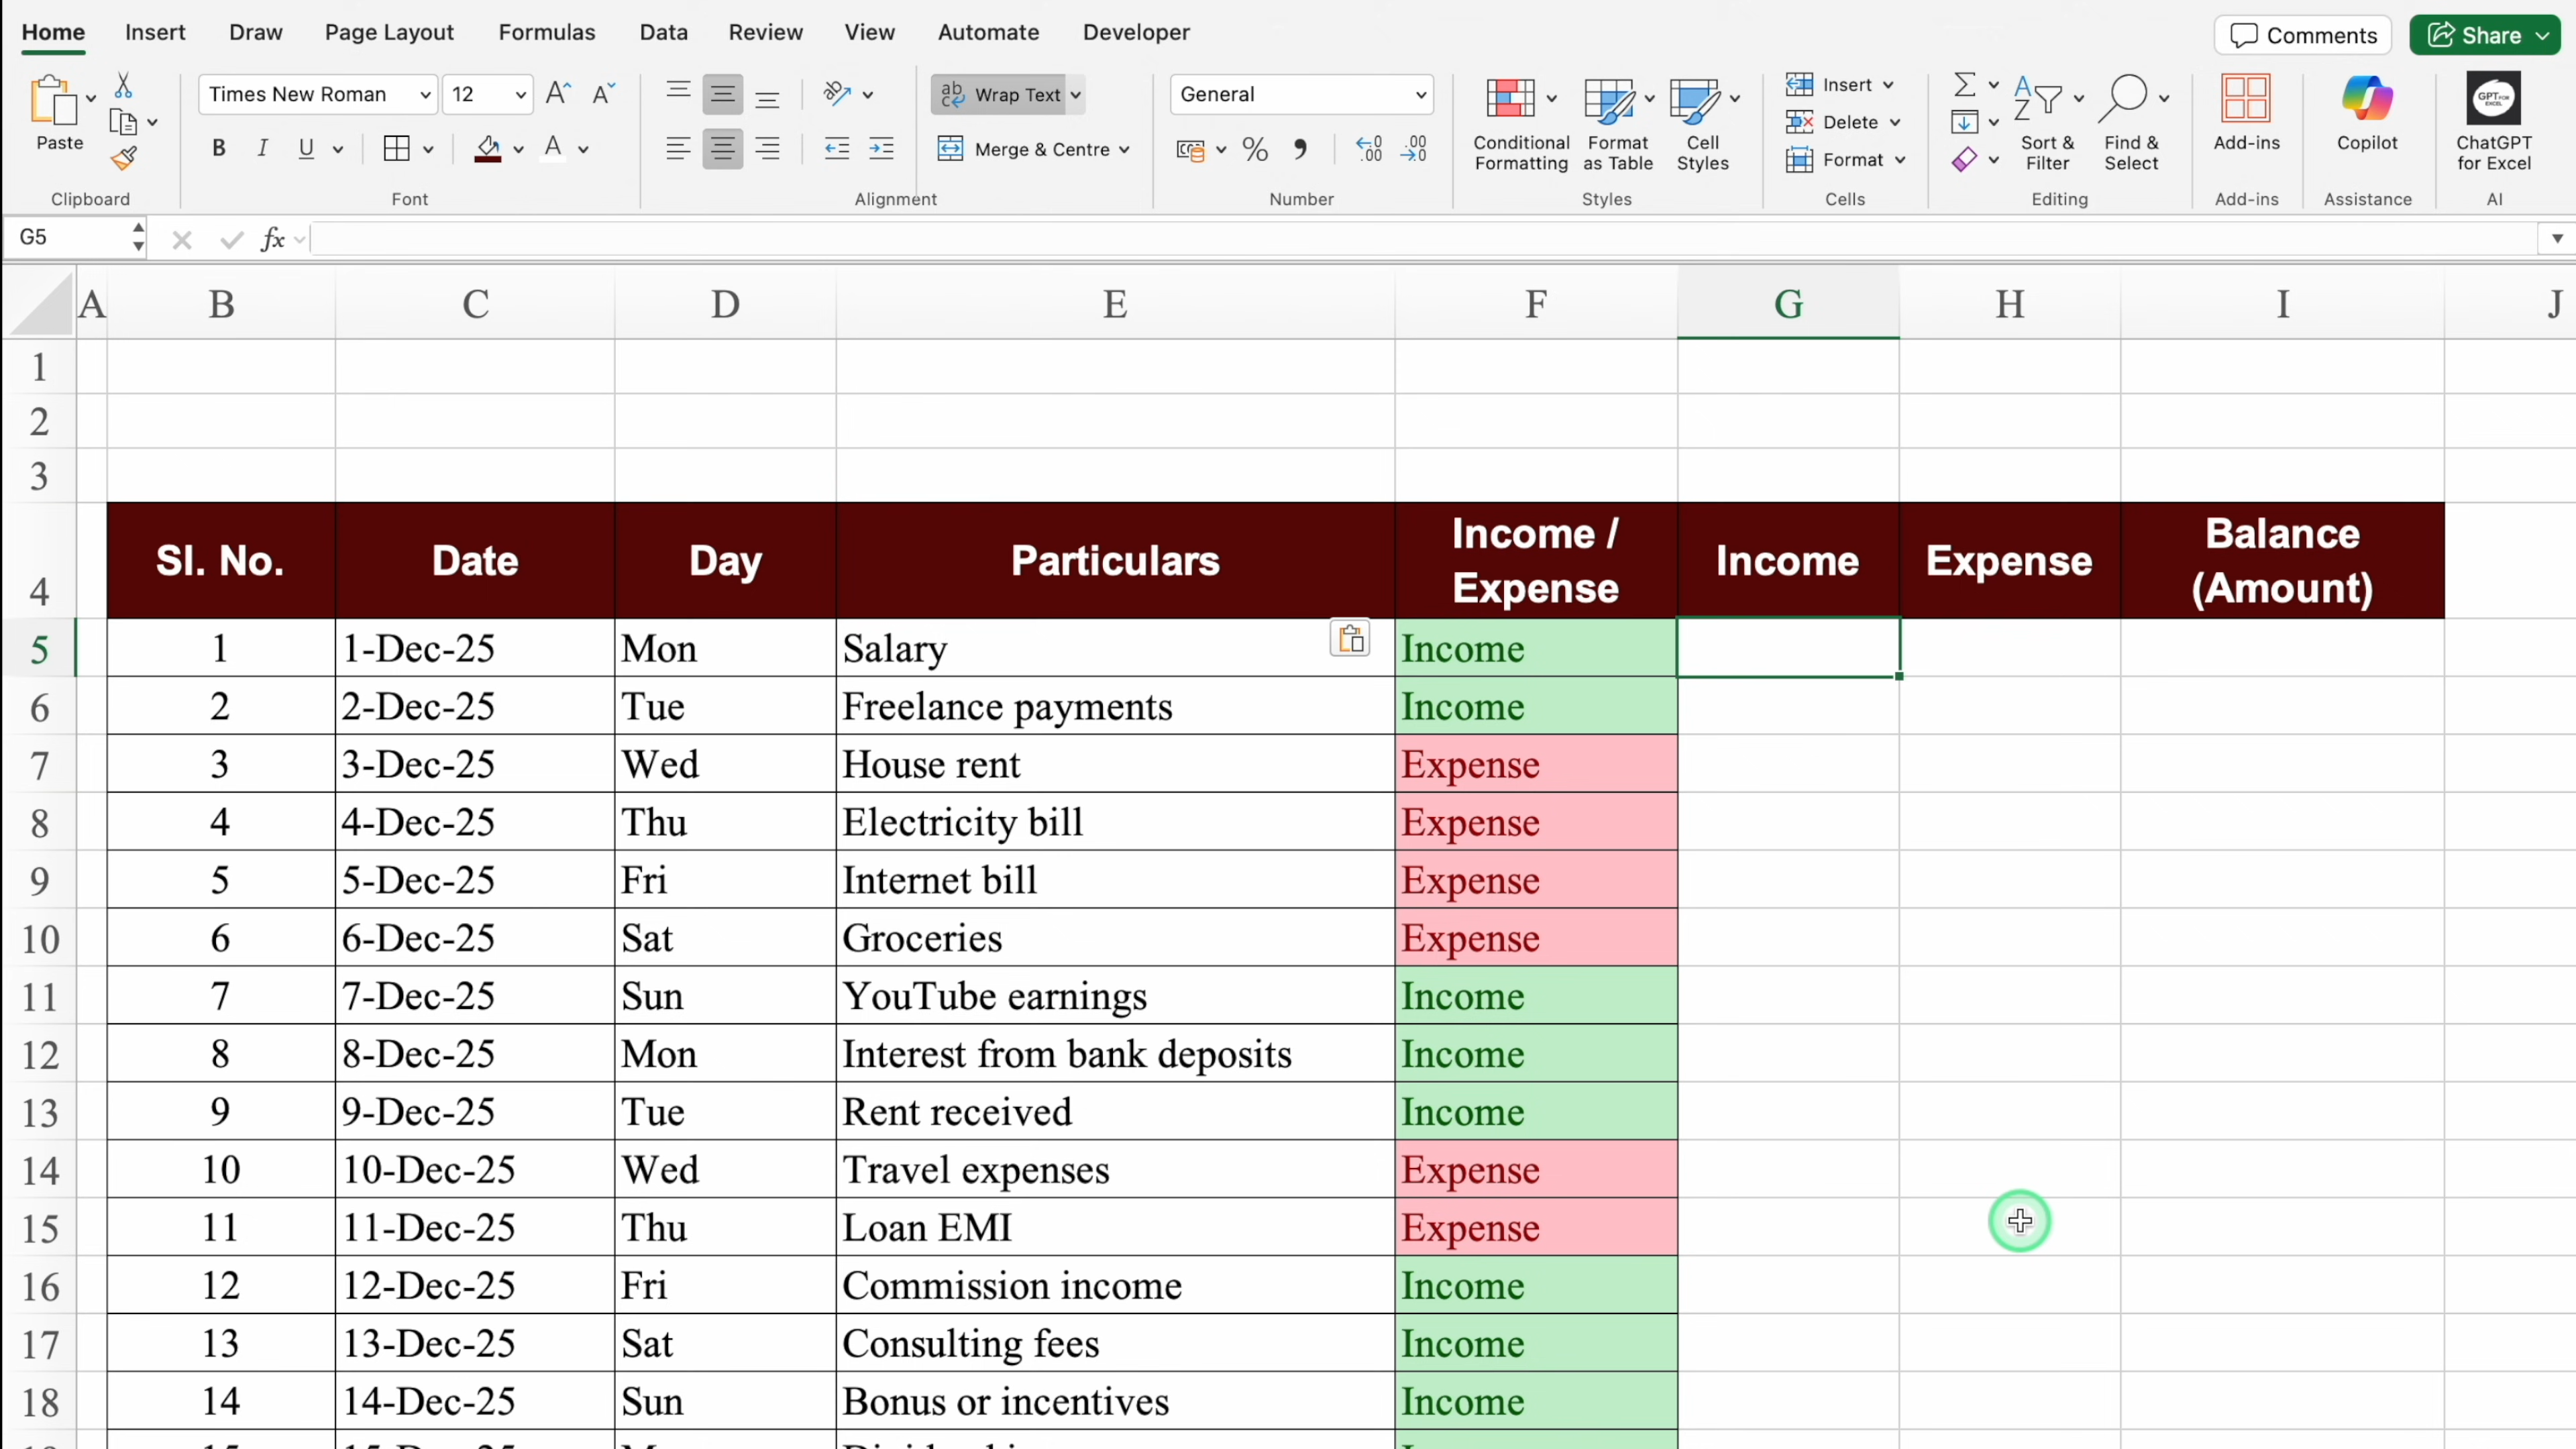 Home Insert Draw Page Layout Formulas Data Review View Automate Developer Comments Share
Times New Roman 12 Wrap Text General Insert
Delete
Paste B I U A Merge & Centre % Conditional Formatting Format as Table Cell Styles Format Sort & Filter Find & Select Add-ins Copilot ChatGPT for Excel
Clipboard Font Alignment Number Styles Cells Editing Add-ins Assistance AI
G5 fx
A B C D E F G H I J
1
2
3
4 Sl. No. Date Day Particulars Income / Expense Income Expense Balance (Amount)
5 1 1-Dec-25 Mon Salary Income
6 2 2-Dec-25 Tue Freelance payments Income
7 3 3-Dec-25 Wed House rent Expense
8 4 4-Dec-25 Thu Electricity bill Expense
9 5 5-Dec-25 Fri Internet bill Expense
10 6 6-Dec-25 Sat Groceries Expense
11 7 7-Dec-25 Sun YouTube earnings Income
12 8 8-Dec-25 Mon Interest from bank deposits Income
13 9 9-Dec-25 Tue Rent received Income
14 10 10-Dec-25 Wed Travel expenses Expense
15 11 11-Dec-25 Thu Loan EMI Expense
16 12 12-Dec-25 Fri Commission income Income
17 13 13-Dec-25 Sat Consulting fees Income
18 14 14-Dec-25 Sun Bonus or incentives Income